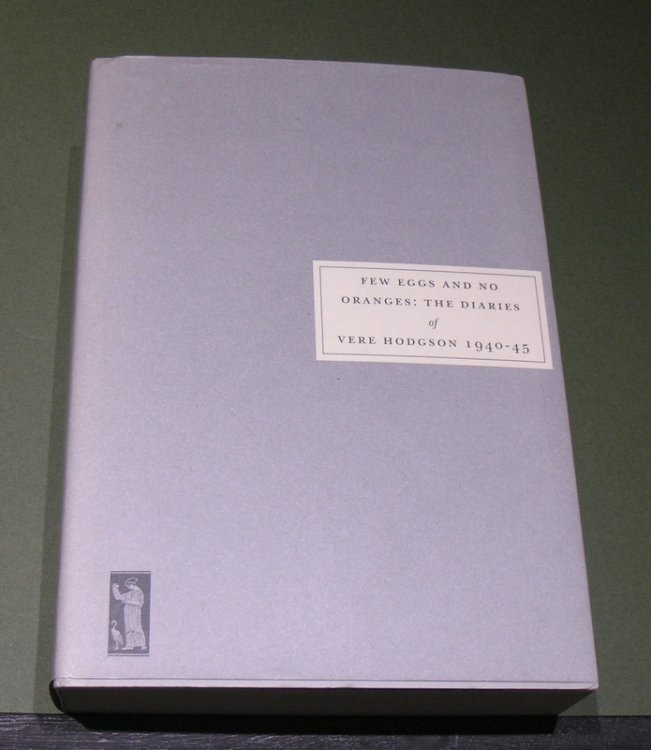 FEW EGGS AND NO
ORANGES: THE DIARIES
of
VERE HODGSON 1940-45